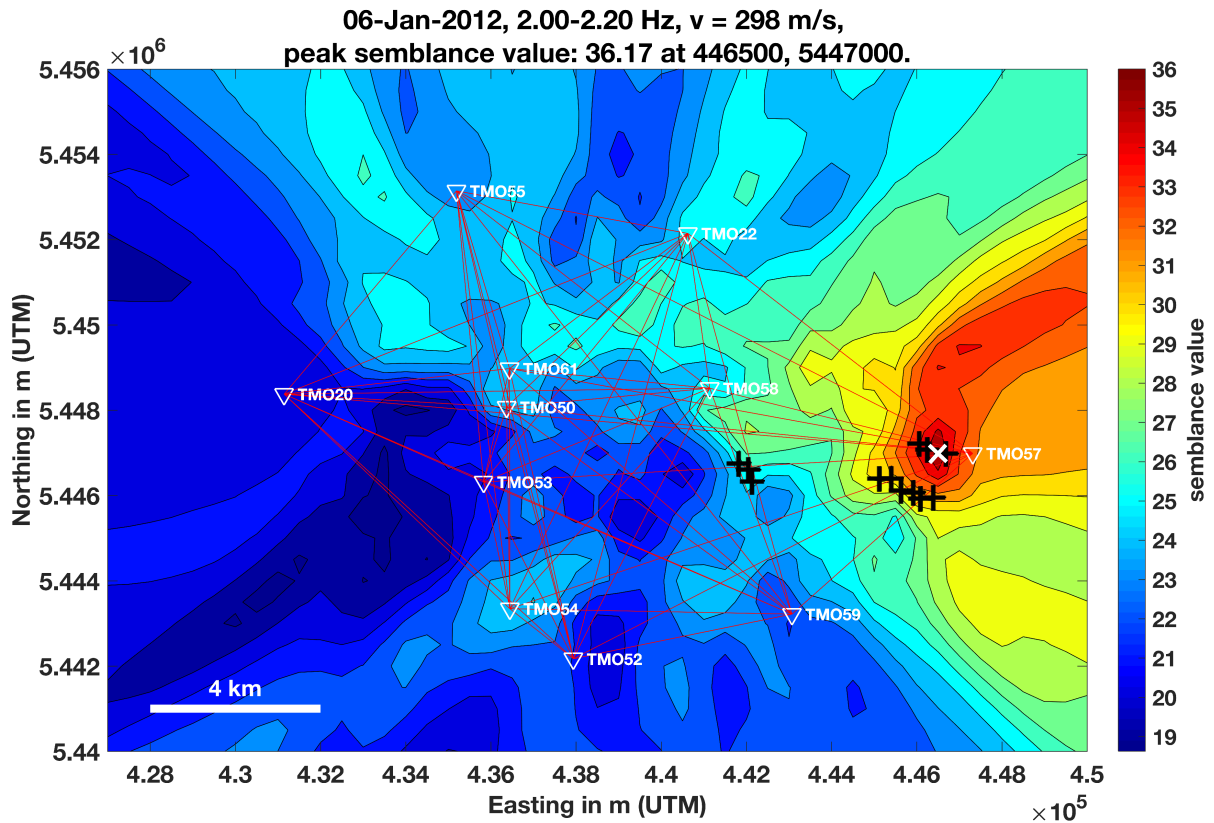 06-Jan-2012, 2.00-2.20 Hz, v = 298 m/s,
peak semblance value: 36.17 at 446500, 5447000.
×10^6
5.456
5.454
5.452
5.45
5.448
5.446
5.444
5.442
5.44
Northing in m (UTM)
TMO55
TMO22
TMO61
TMO58
TMO20
TMO50
TMO57
TMO53
TMO54
TMO59
TMO52
4 km
4.28
4.3
4.32
4.34
4.36
4.38
4.4
4.42
4.44
4.46
4.48
4.5
Easting in m (UTM)
×10^5
36
35
34
33
32
31
30
29
28
27
26
25
24
23
22
21
20
19
semblance value